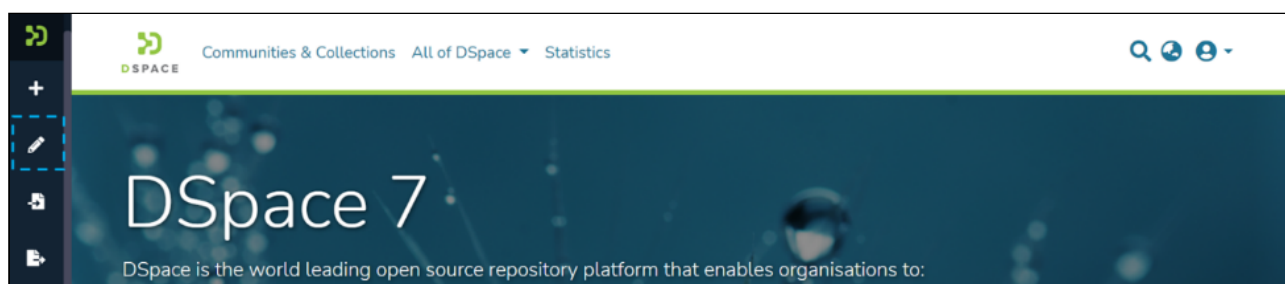 DSPACE
Communities & Collections All of DSpace Statistics
DSpace 7
DSpace is the world leading open source repository platform that enables organisations to: